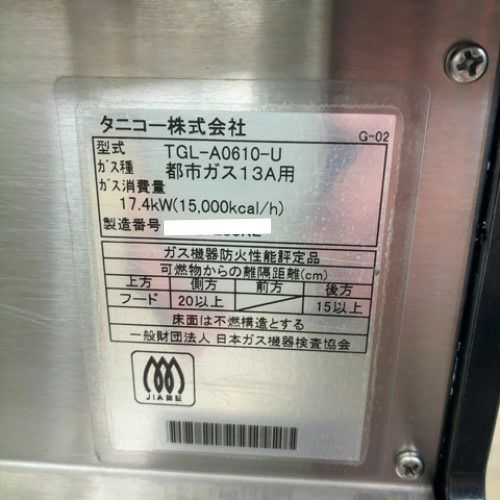 タニコー株式会社
G-02
型式 TGL-A0610-U
ガス種 都市ガス13A用
ガス消費量
17.4kW(15,000kcal/h)
製造番号
ガス機器防火性能評定品
可燃物からの離隔距離(cm)
上方 側方 前方 後方
フード 20以上 15以上
床面は不燃構造とする
一般財団法人 日本ガス機器検査協会
JIA認証